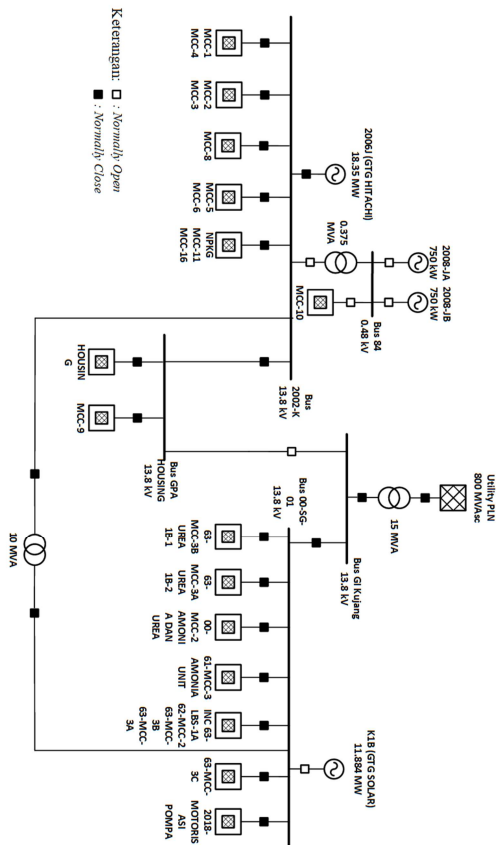 Utility PLN
800 MVAsc
15 MVA
Bus GI Kujang
13.8 kV
K1B (GTG SOLAR)
11.884 MW
2008-JA
750 kW
2008-JB
750 kW
2006J (GTG HITACHI)
18.35 MW
0.375
MVA
Bus 84
0.48 kV
MCC-10
Bus
2002-K
13.8 kV
Bus 00-SG-
01
13.8 kV
MCC-1
MCC-4
MCC-2
MCC-3
MCC-8
MCC-5
MCC-6
NPKG
MCC-11
MCC-16
HOUSIN
G
MCC-9
Bus GPA
HOUSING
13.8 kV
63-
MCC-3B
UREA
1B-1
63-
MCC-3A
UREA
1B-2
00-
MCC-2
AMONI
A DAN
UREA
61-MCC-3
AMONIA
UNIT
INC 63-
LBS-1A
62-MCC-2
63-MCC-
3B
63-MCC-
3A
63-MCC-
3C
2018-
MOTORIS
ASI
POMPA
10 MVA
Keterangan:
: Normally Open
: Normally Close